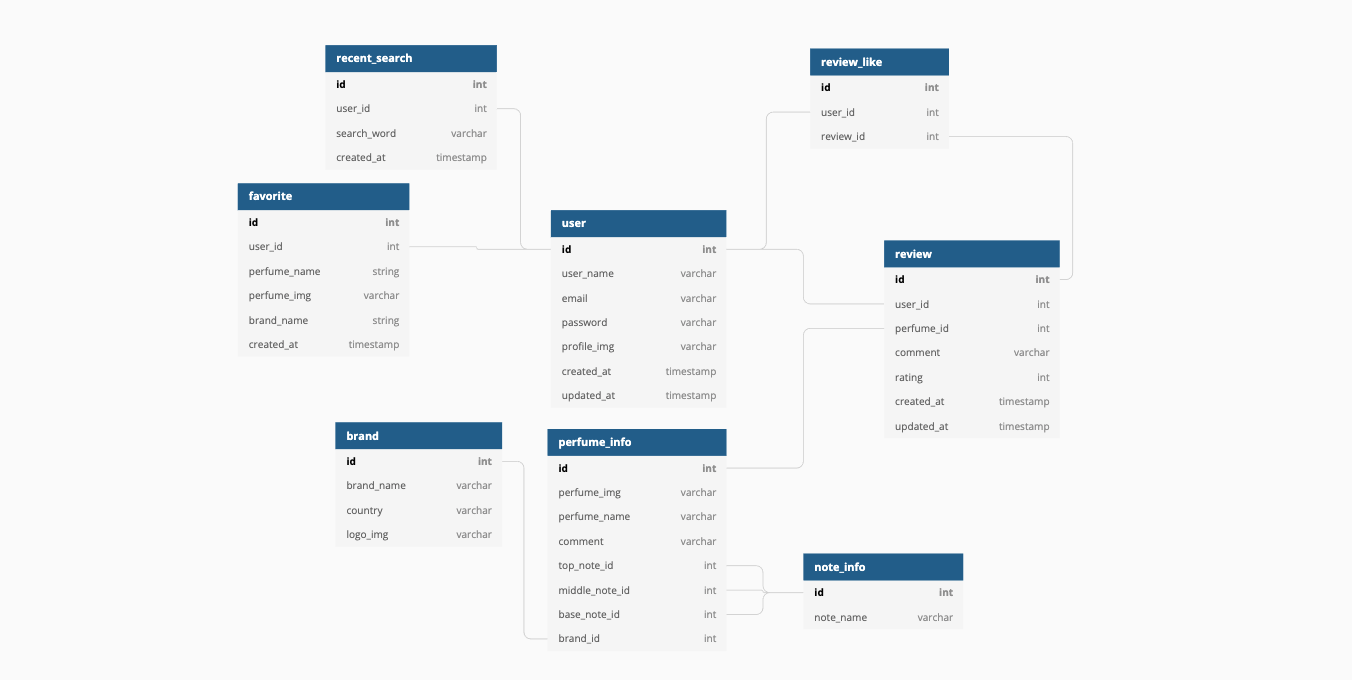 recent_search
id int
user_id int
search_word varchar
created_at timestamp
review_like
id int
user_id int
review_id int
favorite
id int
user_id int
perfume_name string
perfume_img varchar
brand_name string
created_at timestamp
user
id int
user_name varchar
email varchar
password varchar
profile_img varchar
created_at timestamp
updated_at timestamp
review
id int
user_id int
perfume_id int
comment varchar
rating int
created_at timestamp
updated_at timestamp
brand
id int
brand_name varchar
country varchar
logo_img varchar
perfume_info
id int
perfume_img varchar
perfume_name varchar
comment varchar
top_note_id int
middle_note_id int
base_note_id int
brand_id int
note_info
id int
note_name varchar